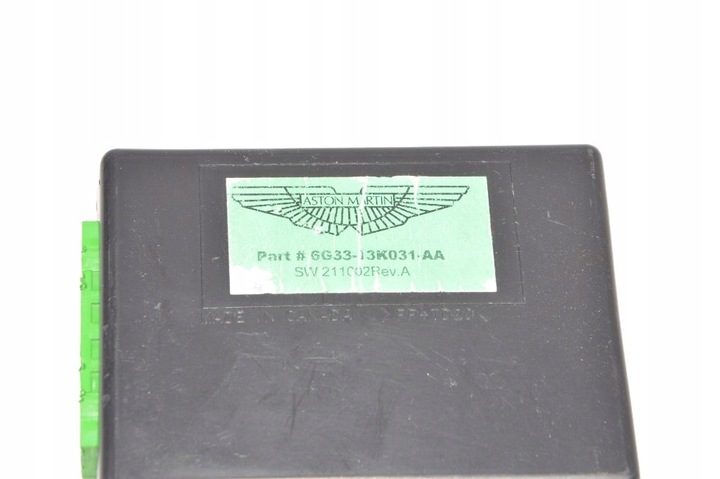 ASTON MARTIN
Part # 6G33-13K031-AA
SW 211002Rev.A
MADE IN CANADA